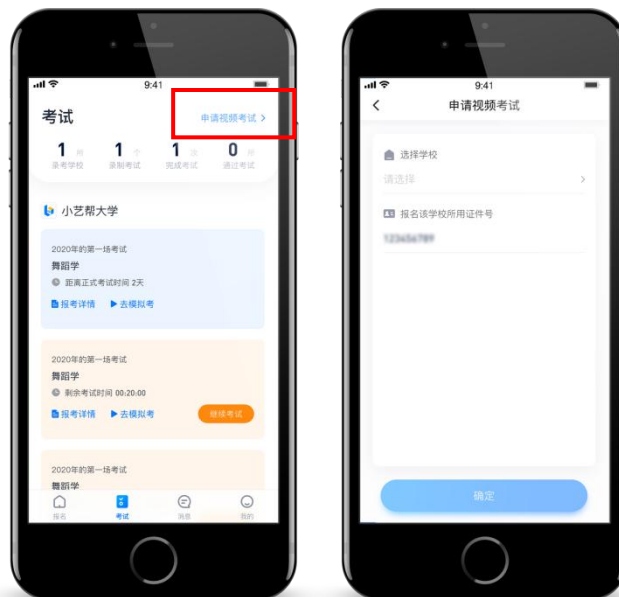 9:41
考试
申请视频考试 >
1 所
1 个
1 次
0 所
录考学校
录制考试
完成考试
通过考试
小艺帮大学
2020年的第一场考试
舞蹈学
距离正式考试时间 2天
报考详情
去模拟考
2020年的第一场考试
舞蹈学
剩余考试时间 00:20:00
报考详情
去模拟考
继续考试
2020年的第一场考试
舞蹈学
报名
考试
消息
我的
9:41
申请视频考试
选择学校
请选择
报名该学校所用证件号
123456789
确定